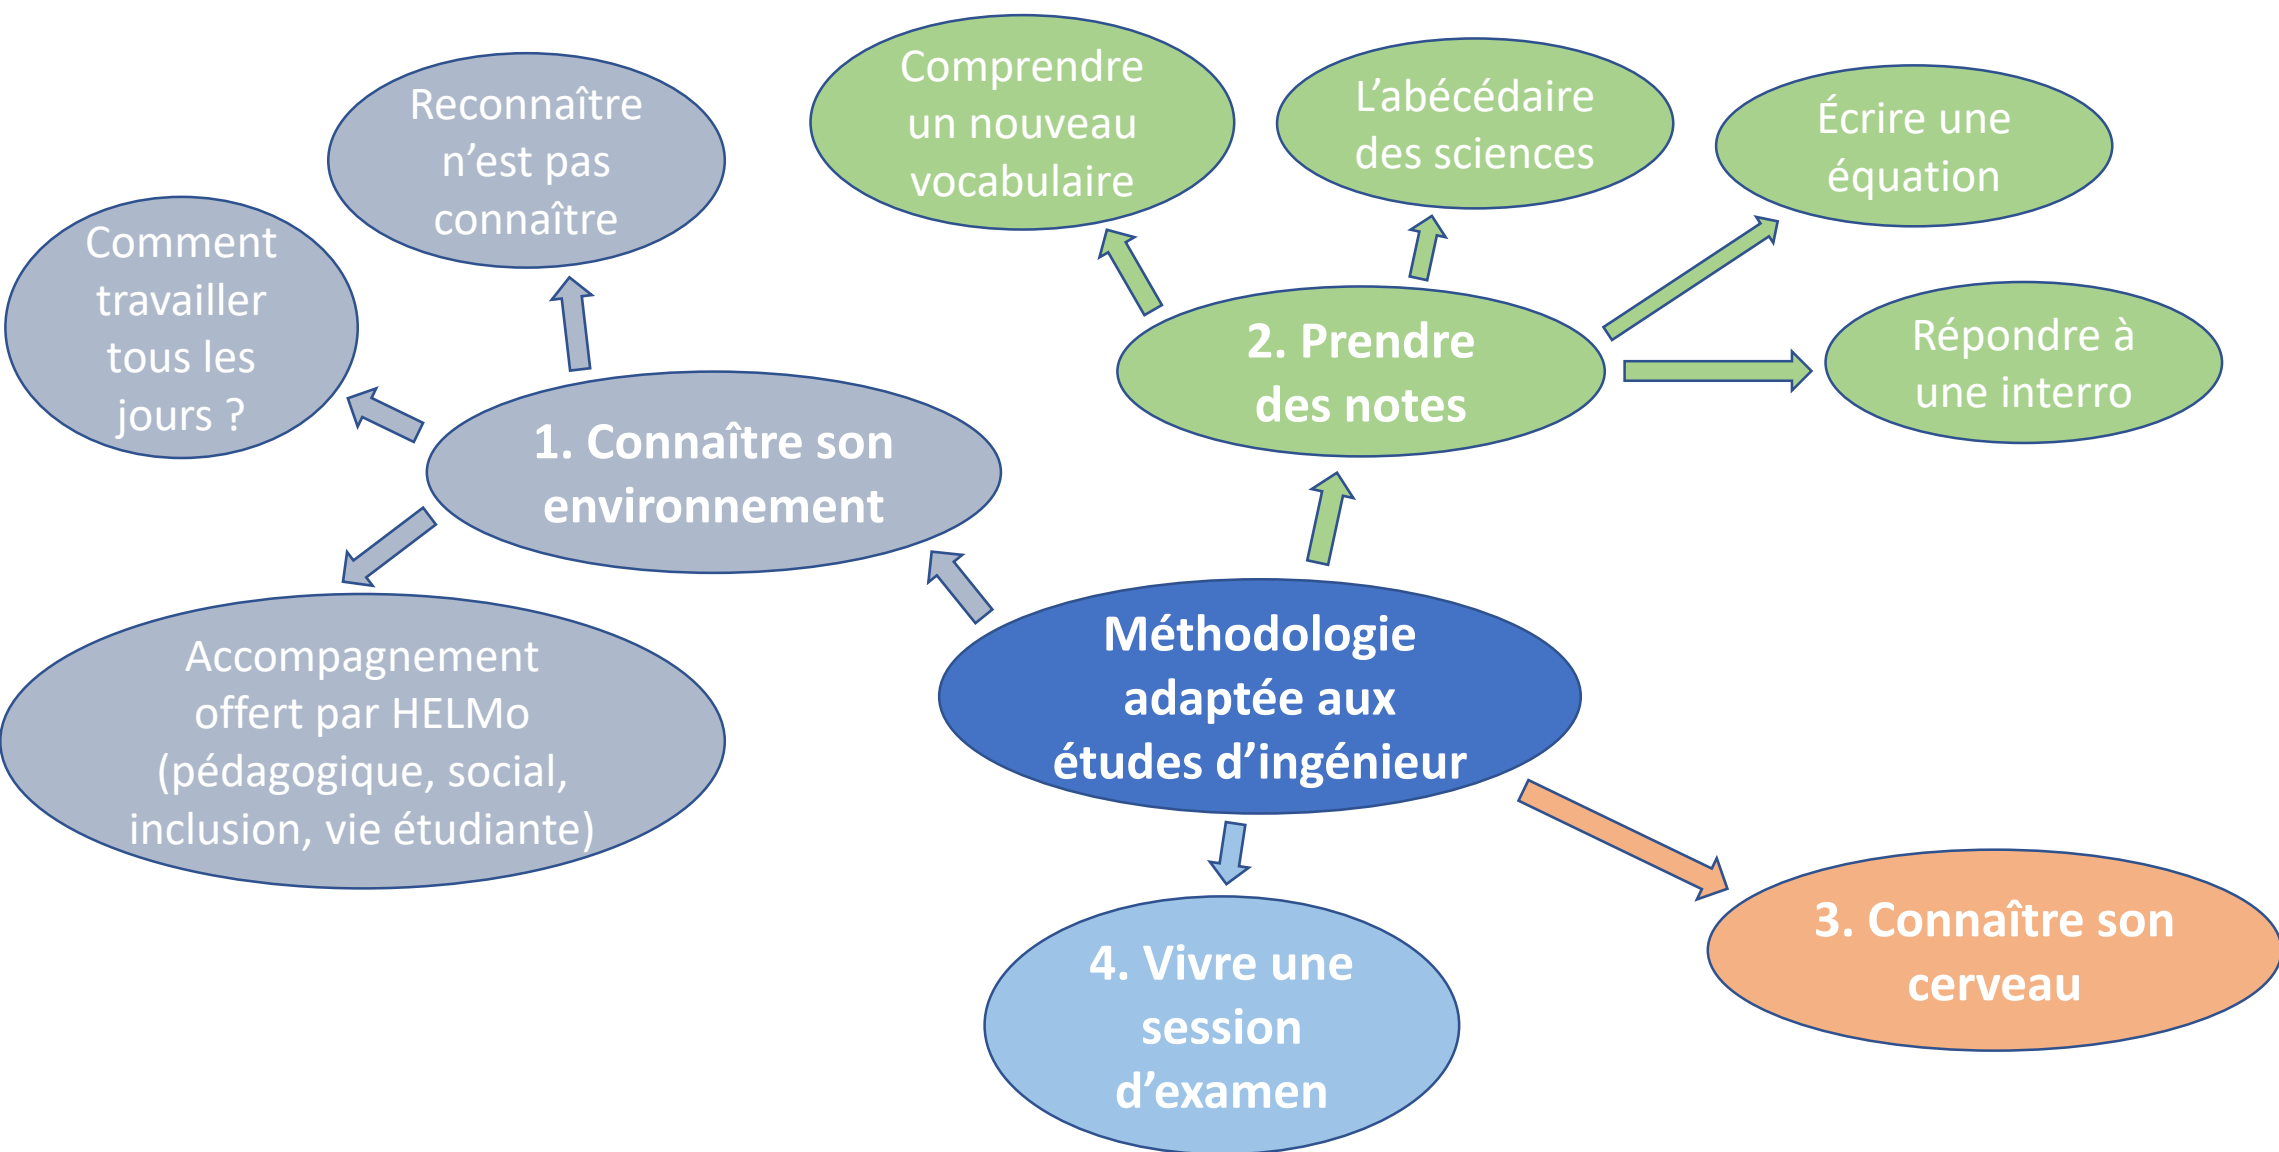 Comprendre
un nouveau
vocabulaire
L’abécédaire
des sciences
Écrire une
équation
Reconnaître
n’est pas
connaître
Comment
travailler
tous les
jours ?
2. Prendre
des notes
Répondre à
une interro
1. Connaître son
environnement
Accompagnement
offert par HELMo
(pédagogique, social,
inclusion, vie étudiante)
Méthodologie
adaptée aux
études d’ingénieur
3. Connaître son
cerveau
4. Vivre une
session
d’examen